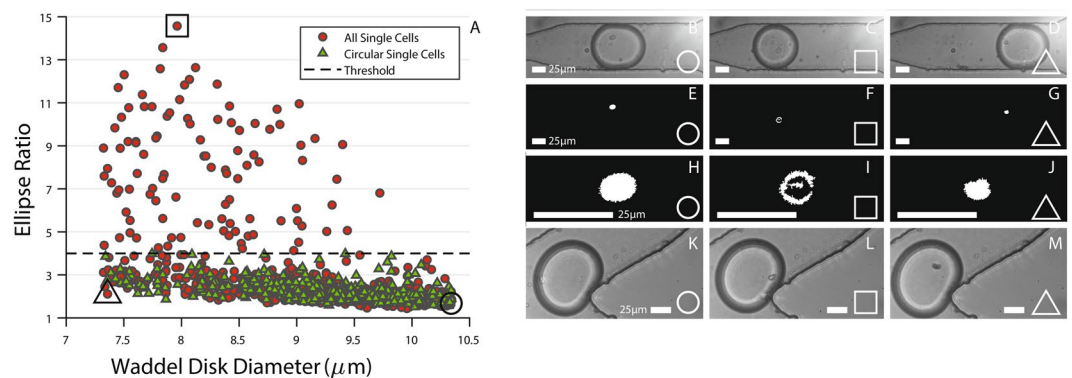 A
15
13
11
9
7
5
3
1
Ellipse Ratio
All Single Cells
Circular Single Cells
Threshold
7
7.5
8
8.5
9
9.5
10
10.5
Waddel Disk Diameter (μm)
B
25μm
C
D
E
25μm
F
G
H
25μm
I
J
K
25μm
L
M